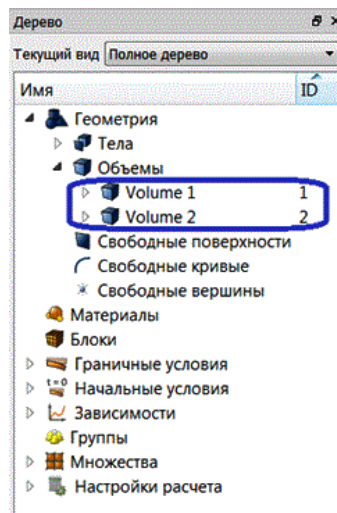 Дерево
Текущий вид Полное дерево
Имя ID
Геометрия
Тела
Объемы
Volume 1 1
Volume 2 2
Свободные поверхности
Свободные кривые
Свободные вершины
Материалы
Блоки
Граничные условия
t=0 Начальные условия
Зависимости
Группы
Множества
Настройки расчета